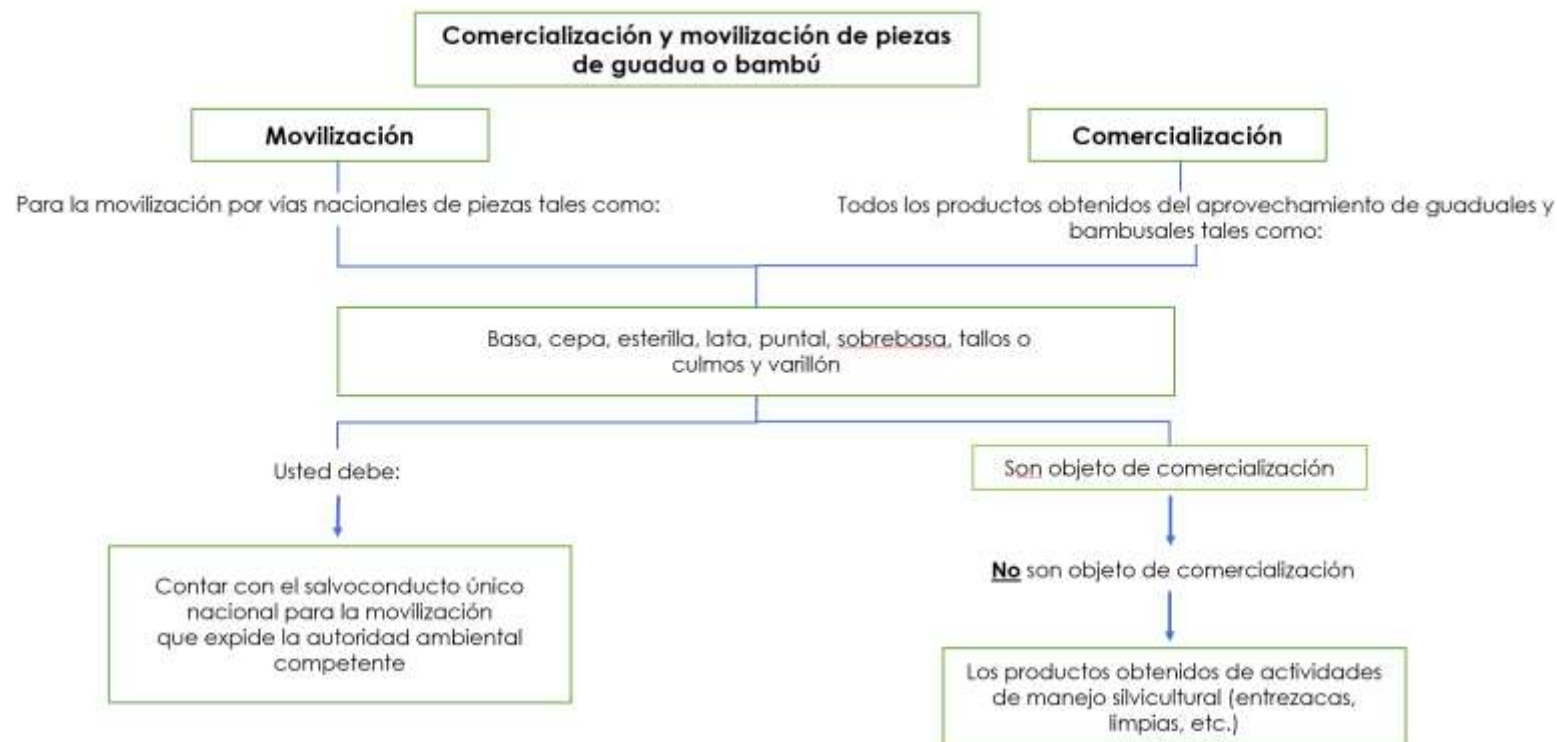 Comercialización y movilización de piezas
de guadua o bambú
Movilización
Comercialización
Para la movilización por vías nacionales de piezas tales como:
Todos los productos obtenidos del aprovechamiento de guaduales y
bambusales tales como:
Basa, cepa, esterilla, lata, puntal, sobrebasa, tallos o
culmos y varillón
Usted debe:
Son objeto de comercialización
Contar con el salvoconducto único
nacional para la movilización
que expide la autoridad ambiental
competente
No son objeto de comercialización
Los productos obtenidos de actividades
de manejo silvicultural (entrezacas,
limpias, etc.)